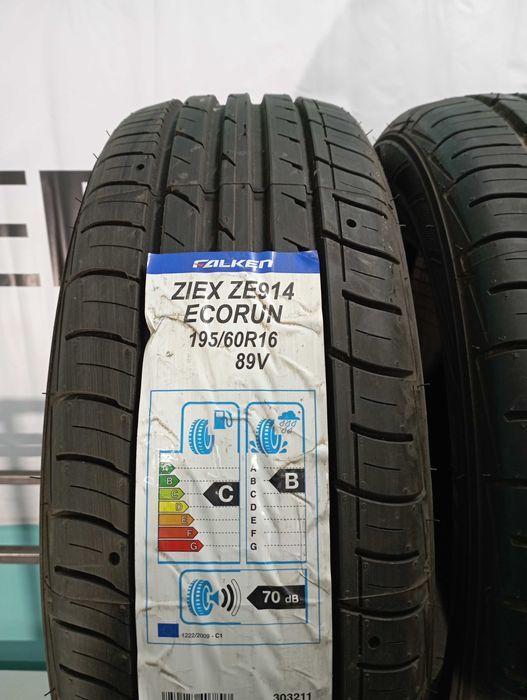 FALKEN
ZIEX ZE914
ECORUN
195/60R16
89V
A
B
C
D
E
F
G
C
A
B
C
D
E
F
G
B
70 dB
1222/2009 - C1
303211